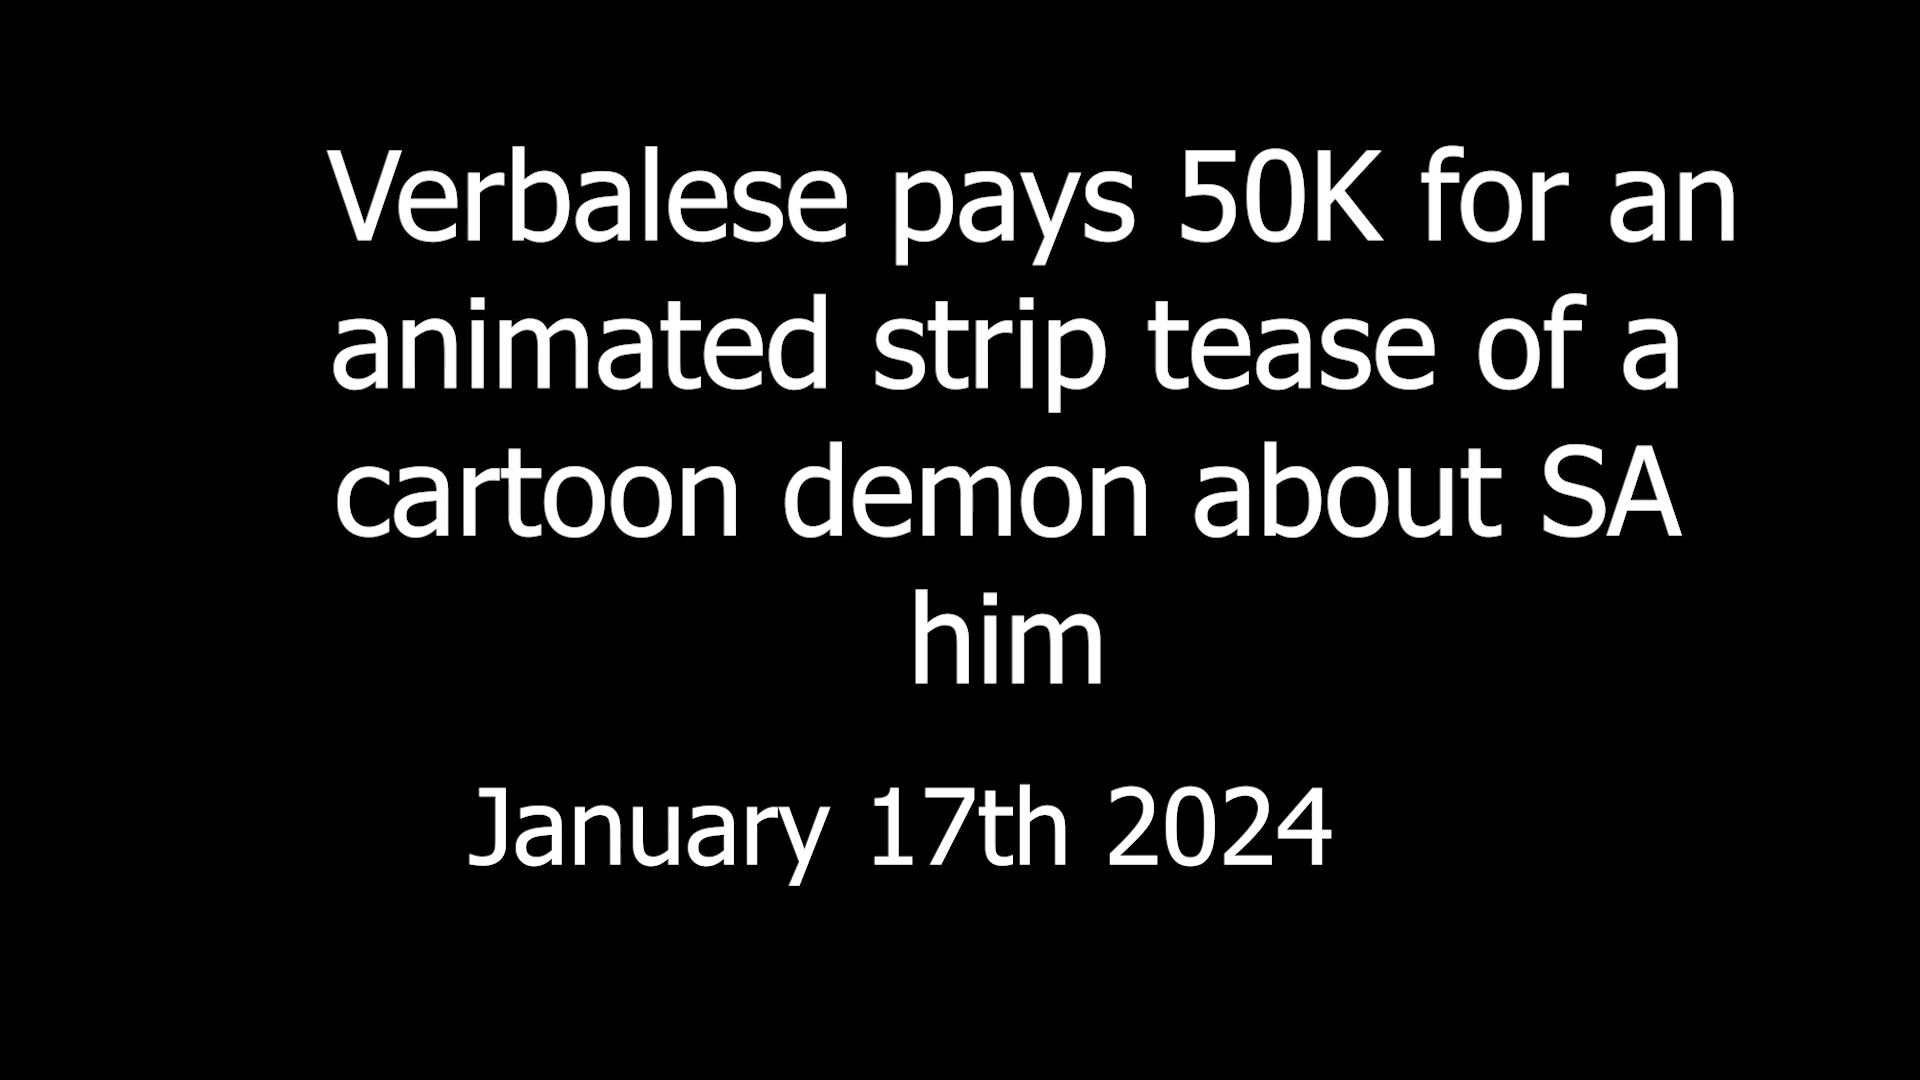 Verbalese pays 50K for an
animated strip tease of a
cartoon demon about SA
him
January 17th 2024